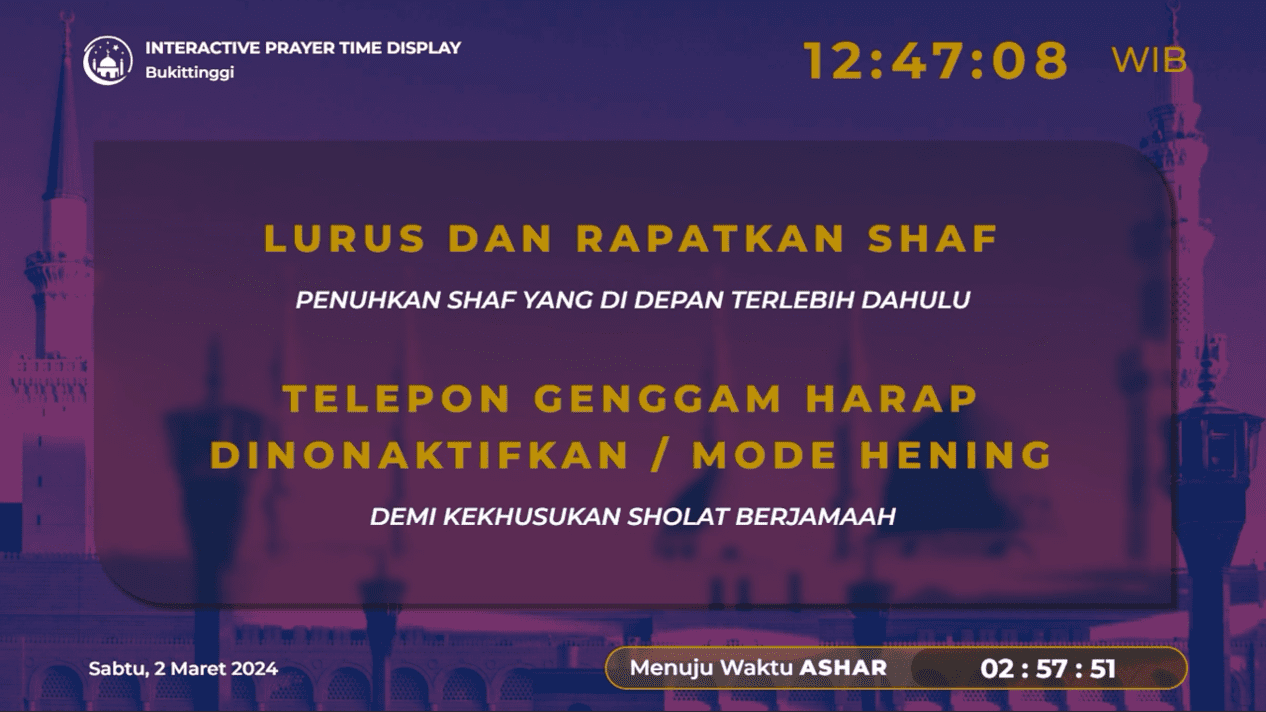 INTERACTIVE PRAYER TIME DISPLAY
Bukittinggi
12:47:08 WIB
LURUS DAN RAPATKAN SHAF
PENUHKAN SHAF YANG DI DEPAN TERLEBIH DAHULU
TELEPON GENGGAM HARAP
DINONAKTIFKAN / MODE HENING
DEMI KEKHUSUKAN SHOLAT BERJAMAAH
Sabtu, 2 Maret 2024
Menuju Waktu ASHAR 02 : 57 : 51